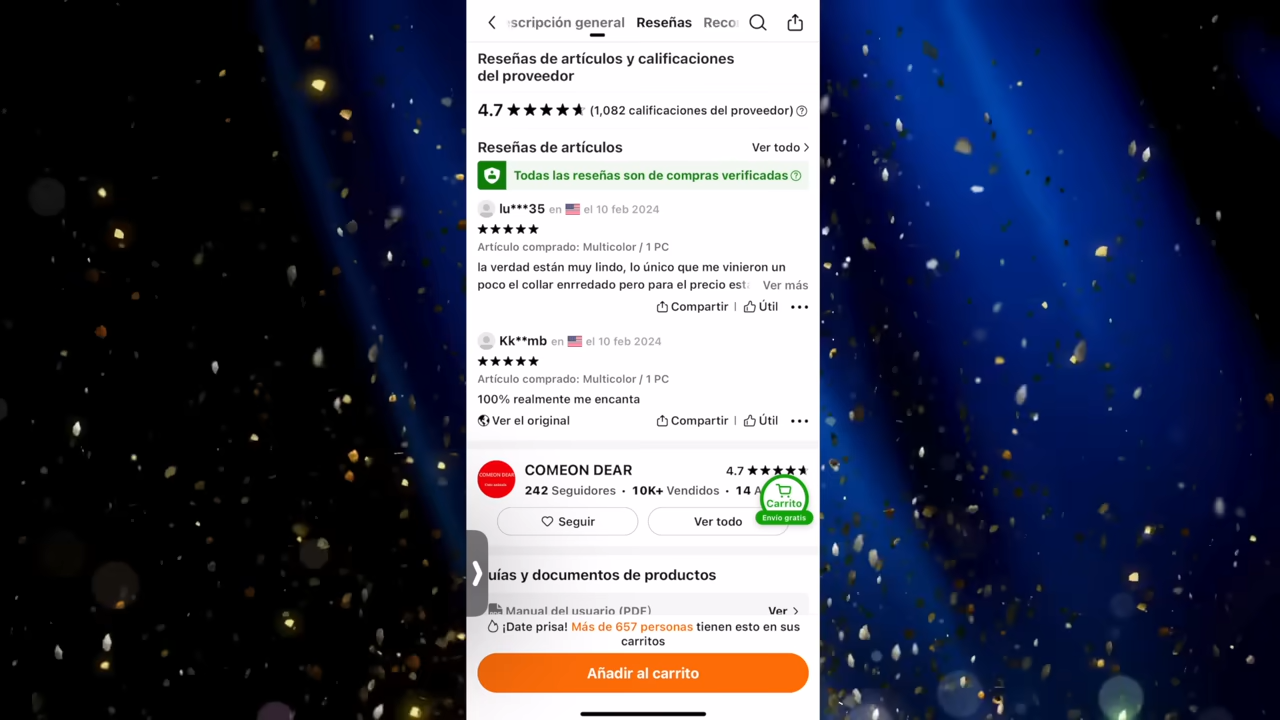 scripción general Reseñas Reco
Reseñas de artículos y calificaciones
del proveedor
4.7 ★★★★★ (1,082 calificaciones del proveedor)
Reseñas de artículos Ver todo >
Todas las reseñas son de compras verificadas
lu***35 en el 10 feb 2024
★★★★★
Artículo comprado: Multicolor / 1 PC
la verdad están muy lindo, lo único que me vinieron un
poco el collar enrredado pero para el precio est Ver más
Compartir | Útil •••
Kk**mb en el 10 feb 2024
★★★★★
Artículo comprado: Multicolor / 1 PC
100% realmente me encanta
Ver el original Compartir | Útil •••
COMEON DEAR
COMEON DEAR 4.7 ★★★★★
242 Seguidores · 10K+ Vendidos · 14 A
Carrito
Envío gratis
Seguir Ver todo
uías y documentos de productos
Manual del usuario (PDF) Ver >
¡Date prisa! Más de 657 personas tienen esto en sus
carritos
Añadir al carrito